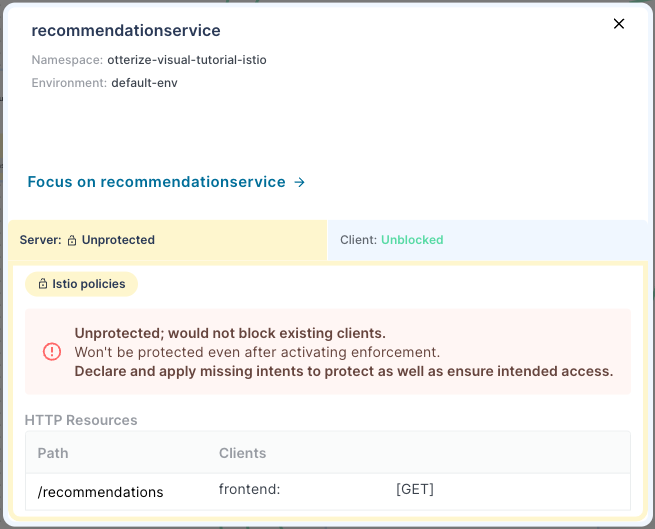 recommendationservice
Namespace: otterize-visual-tutorial-istio
Environment: default-env
Focus on recommendationservice →
Server: Unprotected
Client: Unblocked
Istio policies
Unprotected; would not block existing clients.
Won't be protected even after activating enforcement.
Declare and apply missing intents to protect as well as ensure intended access.
HTTP Resources
Path Clients
/recommendations frontend: [GET]